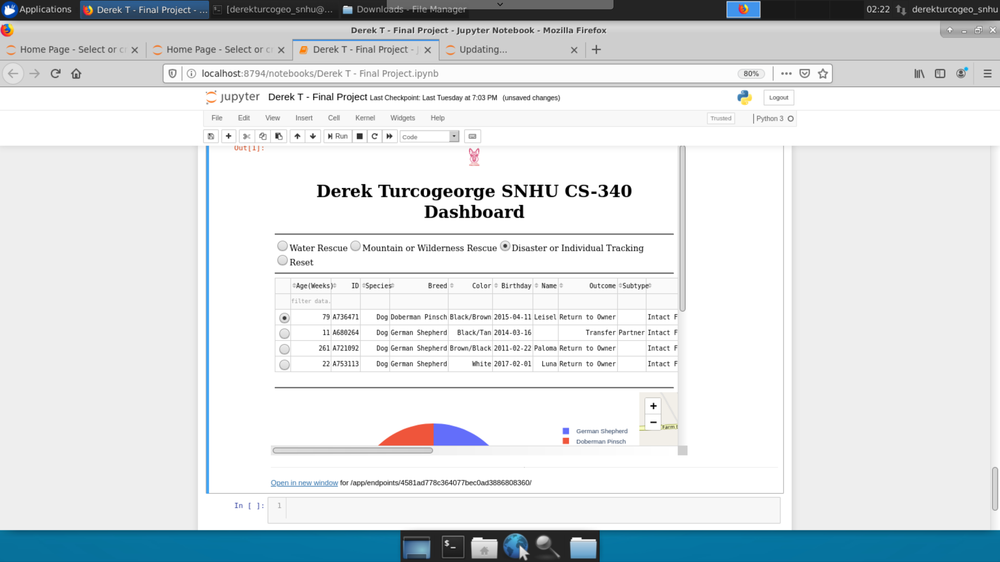 Applications
Derek T - Final Project - ...
[derekturcogeo_snhu@...
Downloads - File Manager
02:22
derekturcogeo_snhu
Derek T - Final Project - Jupyter Notebook - Mozilla Firefox
Home Page - Select or cr
Home Page - Select or cr
Derek T - Final Project - J
Updating...
localhost:8794/notebooks/Derek T - Final Project.ipynb
80%
jupyter Derek T - Final Project Last Checkpoint: Last Tuesday at 7:03 PM (unsaved changes)
Logout
File Edit View Insert Cell Kernel Widgets Help
Trusted
Python 3
Run
Code
Out[1]:
Derek Turcogeorge SNHU CS-340
Dashboard
Water Rescue Mountain or Wilderness Rescue Disaster or Individual Tracking
Reset
Age(Weeks) ID Species Breed Color Birthday Name Outcome Subtype
filter data.
79 A736471 Dog Doberman Pinsch Black/Brown 2015-04-11 Leisel Return to Owner Intact F
11 A680264 Dog German Shepherd Black/Tan 2014-03-16 Transfer Partner Intact F
261 A721092 Dog German Shepherd Brown/Black 2011-02-22 Paloma Return to Owner Intact F
22 A753113 Dog German Shepherd White 2017-02-01 Luna Return to Owner Intact F
+
−
Farm t
German Shepherd
Doberman Pinsch
Open in new window for /app/endpoints/4581ad778c364077bec0ad3886808360/
In [ ]:
1
$_